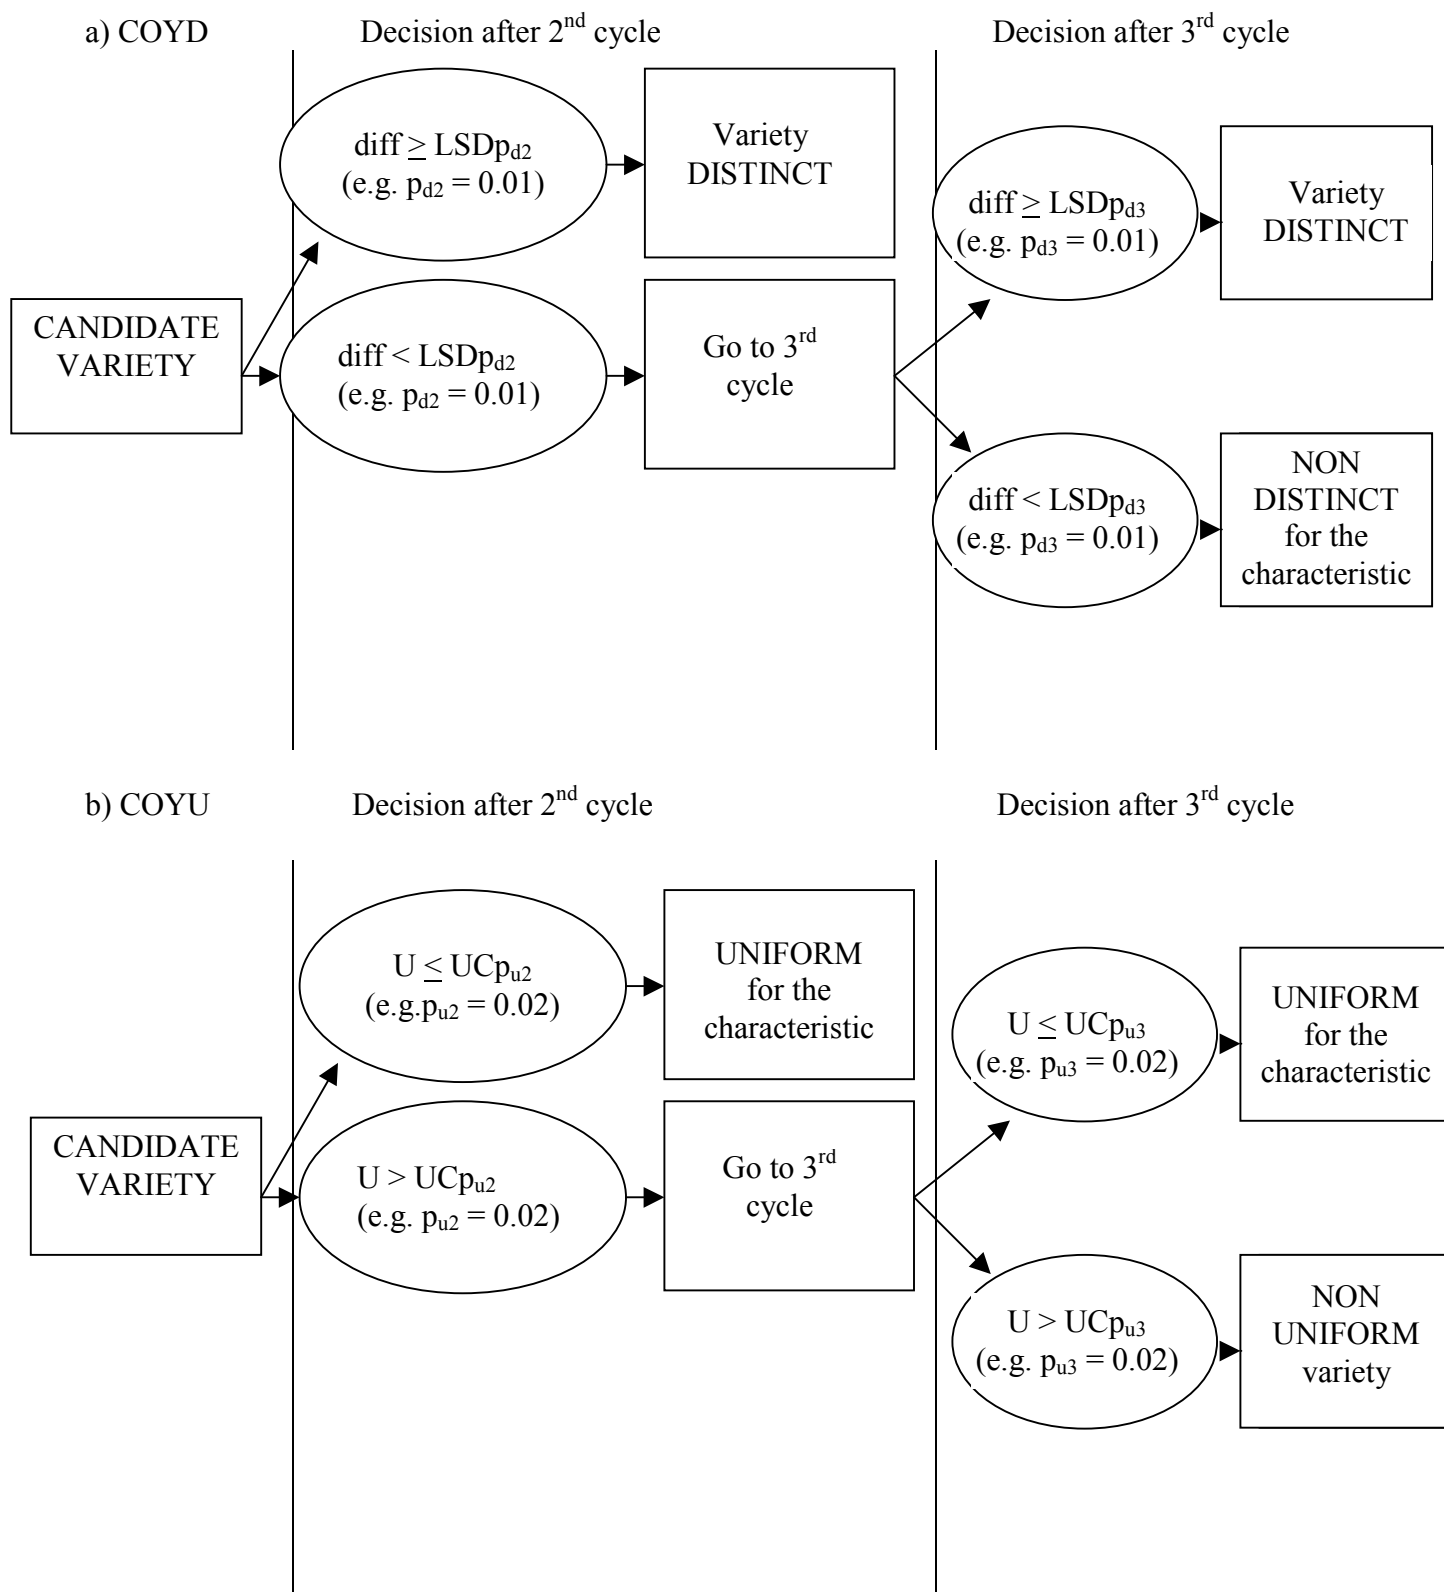 a) COYD
Decision after 2nd cycle
Decision after 3rd cycle
diff ≥ LSDpd2
(e.g. pd2 = 0.01)
Variety
DISTINCT
diff ≥ LSDpd3
(e.g. pd3 = 0.01)
Variety
DISTINCT
CANDIDATE
VARIETY
diff < LSDpd2
(e.g. pd2 = 0.01)
Go to 3rd
cycle
diff < LSDpd3
(e.g. pd3 = 0.01)
NON
DISTINCT
for the
characteristic
b) COYU
Decision after 2nd cycle
Decision after 3rd cycle
U ≤ UCpu2
(e.g.pu2 = 0.02)
UNIFORM
for the
characteristic
U ≤ UCpu3
(e.g. pu3 = 0.02)
UNIFORM
for the
characteristic
CANDIDATE
VARIETY
U > UCpu2
(e.g. pu2 = 0.02)
Go to 3rd
cycle
U > UCpu3
(e.g. pu3 = 0.02)
NON
UNIFORM
variety